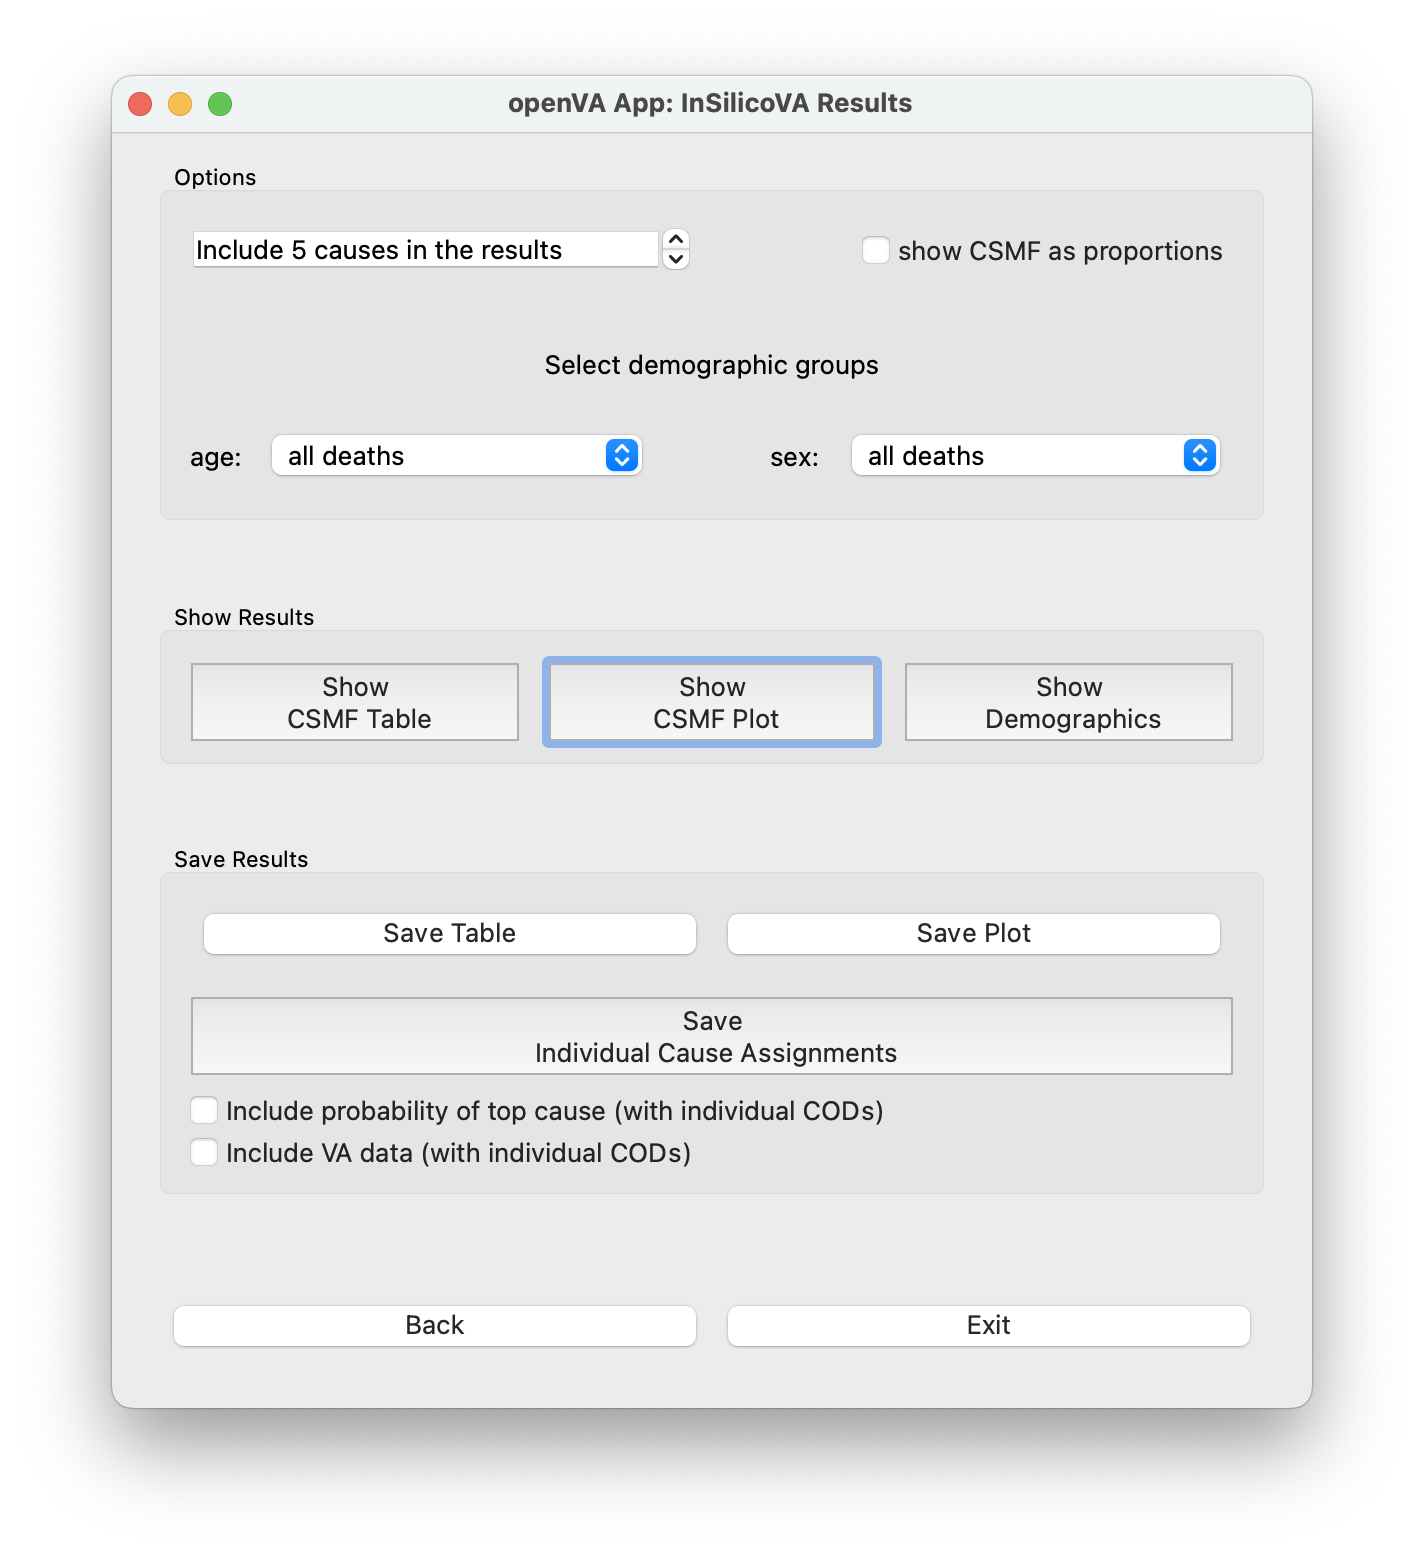 openVA App: InSilicoVA Results
Options
Include 5 causes in the results
show CSMF as proportions
Select demographic groups
age:
all deaths
sex:
all deaths
Show Results
Show
CSMF Table
Show
CSMF Plot
Show
Demographics
Save Results
Save Table
Save Plot
Save
Individual Cause Assignments
Include probability of top cause (with individual CODs)
Include VA data (with individual CODs)
Back
Exit